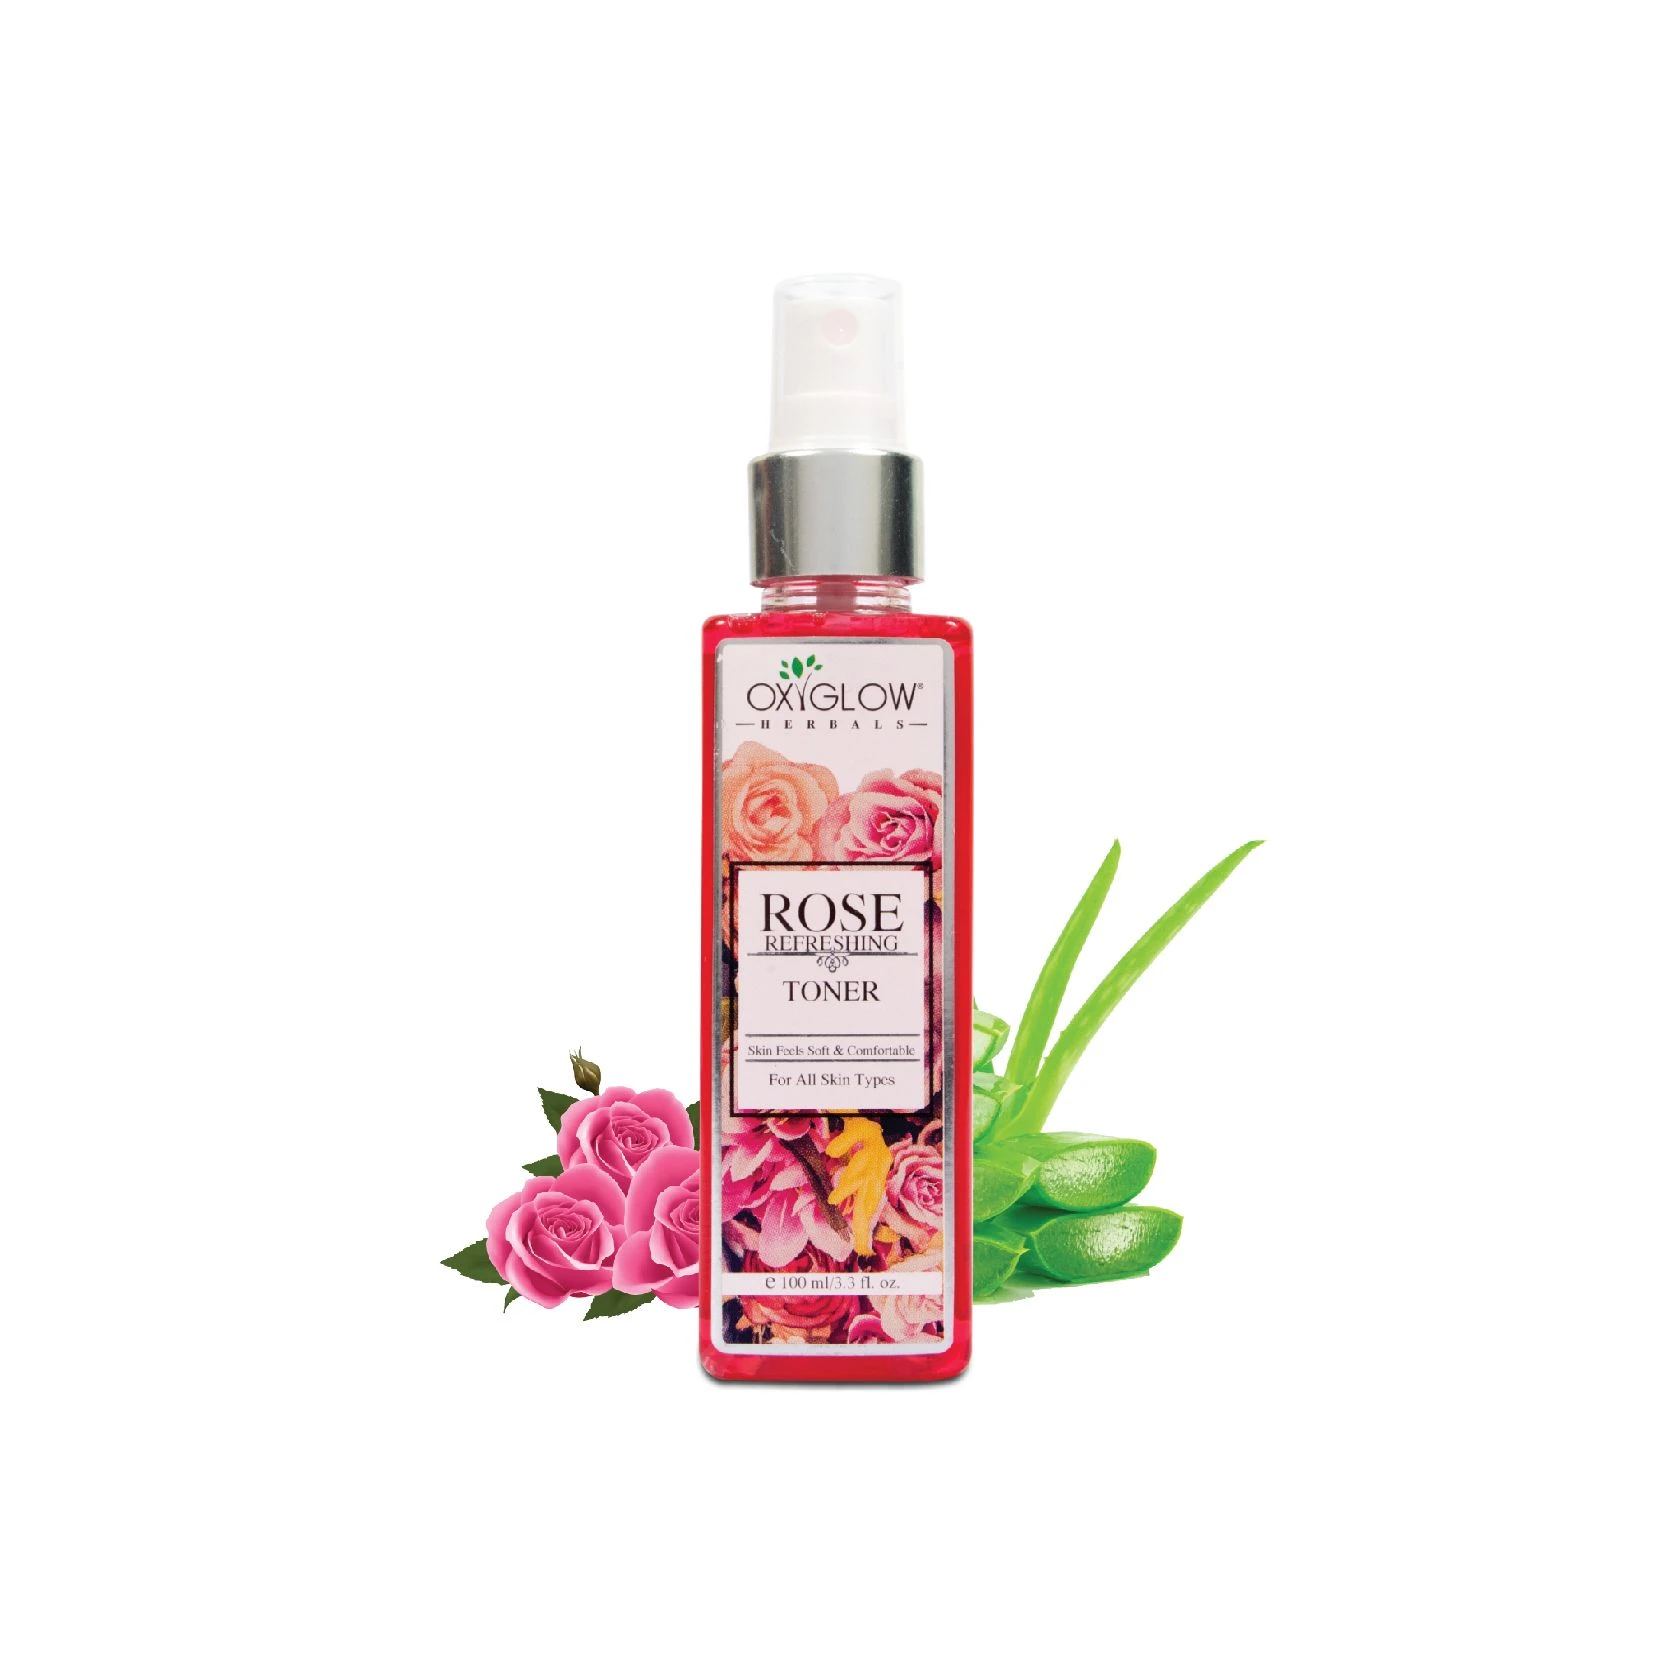 OXYGLOW®
HERBALS
ROSE
REFRESHING
TONER
Skin Feels Soft & Comfortable
For All Skin Types
e 100 ml/3.3 fl. oz.